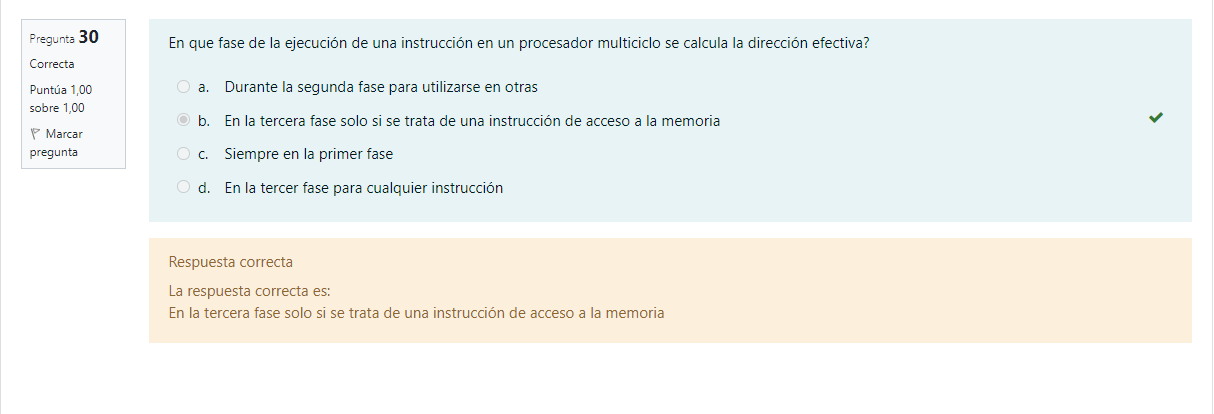 Pregunta 30
Correcta
Puntúa 1,00
sobre 1,00
Marcar
pregunta
En que fase de la ejecución de una instrucción en un procesador multiciclo se calcula la dirección efectiva?
a. Durante la segunda fase para utilizarse en otras
b. En la tercera fase solo si se trata de una instrucción de acceso a la memoria
c. Siempre en la primer fase
d. En la tercer fase para cualquier instrucción
Respuesta correcta
La respuesta correcta es:
En la tercera fase solo si se trata de una instrucción de acceso a la memoria